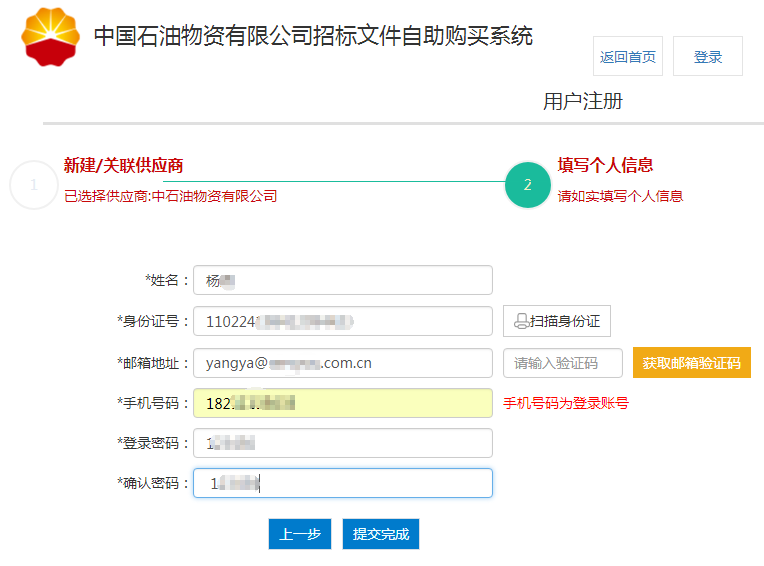 中国石油物资有限公司招标文件自助购买系统
返回首页 登录
用户注册
1 新建/关联供应商 2 填写个人信息
已选择供应商:中石油物资有限公司 请如实填写个人信息
*姓名： 杨
*身份证号： 110224 扫描身份证
*邮箱地址： yangya@ .com.cn 请输入验证码 获取邮箱验证码
*手机号码： 182 手机号码为登录账号
*登录密码： 1
*确认密码： 1
上一步 提交完成